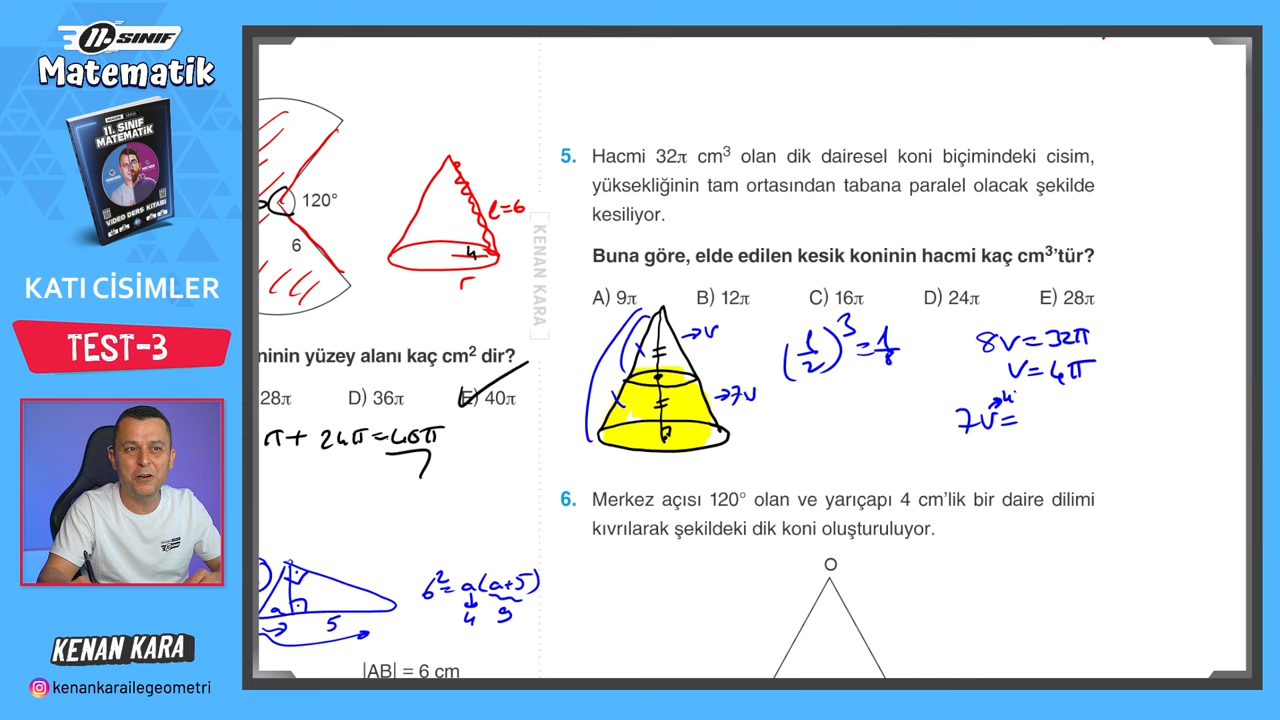 11. SINIF
Matematik
11. SINIF
MATEMATİK
VİDEO DERS KİTABI
KATI CİSİMLER
TEST-3
KENAN KARA
kenankarailegeometri
120°
6
l=6
r
ninin yüzey alanı kaç cm² dir?
28π D) 36π E) 40π
π + 24π = 40π
a
5
6² = a(a+5)
4 9
|AB| = 6 cm
KENAN KARA
5. Hacmi 32π cm³ olan dik dairesel koni biçimindeki cisim,
yüksekliğinin tam ortasından tabana paralel olacak şekilde
kesiliyor.
Buna göre, elde edilen kesik koninin hacmi kaç cm³'tür?
A) 9π B) 12π C) 16π D) 24π E) 28π
x
→V
x
→7V
(1/2)³ = 1/8
8V = 32π
V = 4π
7V =
6. Merkez açısı 120° olan ve yarıçapı 4 cm'lik bir daire dilimi
kıvrılarak şekildeki dik koni oluşturuluyor.
O